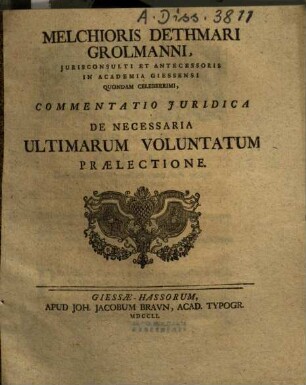 A. Diss. 3811
MELCHIORIS DETHMARI
GROLMANNI,
JURISCONSULTI ET ANTECESSORIS
IN ACADEMIA GIESSENSI
QUONDAM CELEBERRIMI,
COMMENTATIO JURIDICA
DE NECESSARIA
ULTIMARUM VOLUNTATUM
PRÆLECTIONE.
GIESSÆ-HASSORUM,
APUD JOH. JACOBUM BRAVN, ACAD. TYPOGR.
MDCCLI.